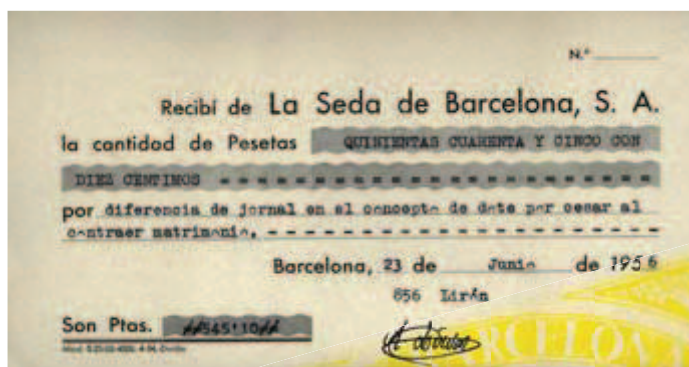 N.º
Recibí de La Seda de Barcelona, S. A.
la cantidad de Pesetas QUINIENTAS CUARENTA Y CINCO CON
DIEZ CENTIMOS - - - - - - - - - - - - - - - - - - - - - -
por diferencia de jornal en el concepto de dote por cesar al
contraer matrimonio. - - - - - - - - - - - - - - - - - - - -
Barcelona, 23 de Junio de 1956
856 Lirón
Son Ptas. //545'10//
BARCELONA